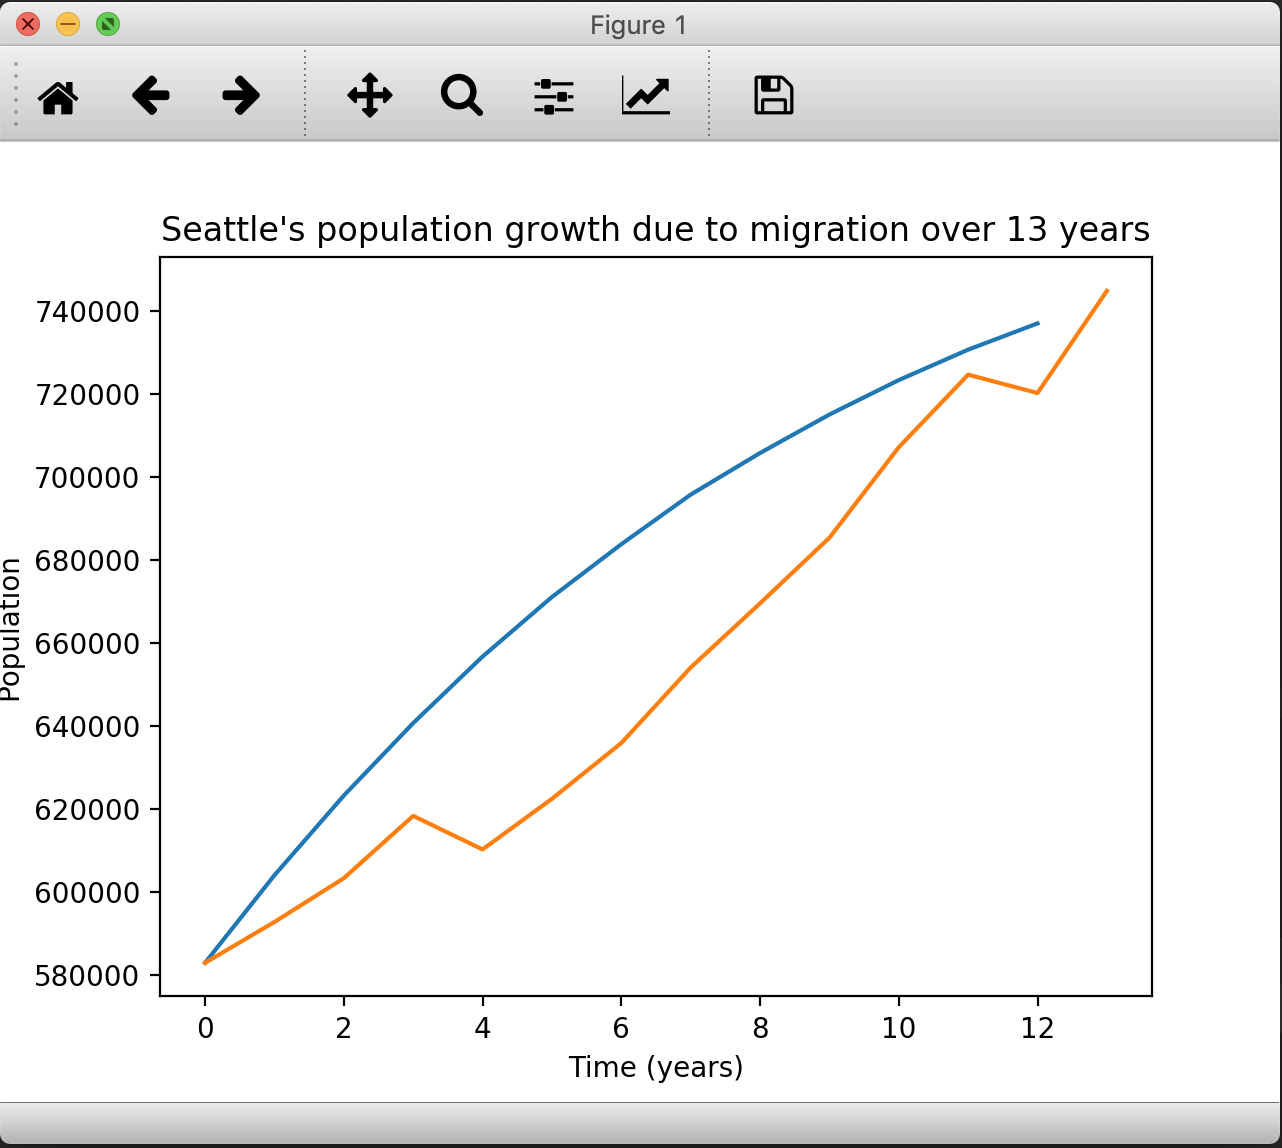 Figure 1
Seattle's population growth due to migration over 13 years
740000
720000
700000
680000
660000
640000
620000
600000
580000
Population
0 2 4 6 8 10 12
Time (years)